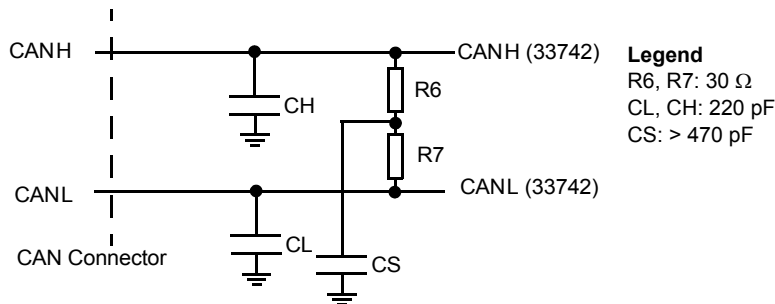 CANH
CANH (33742)
R6
CH
R7
CANL
CANL (33742)
CL
CS
CAN Connector
Legend
R6, R7: 30 Ω
CL, CH: 220 pF
CS: > 470 pF